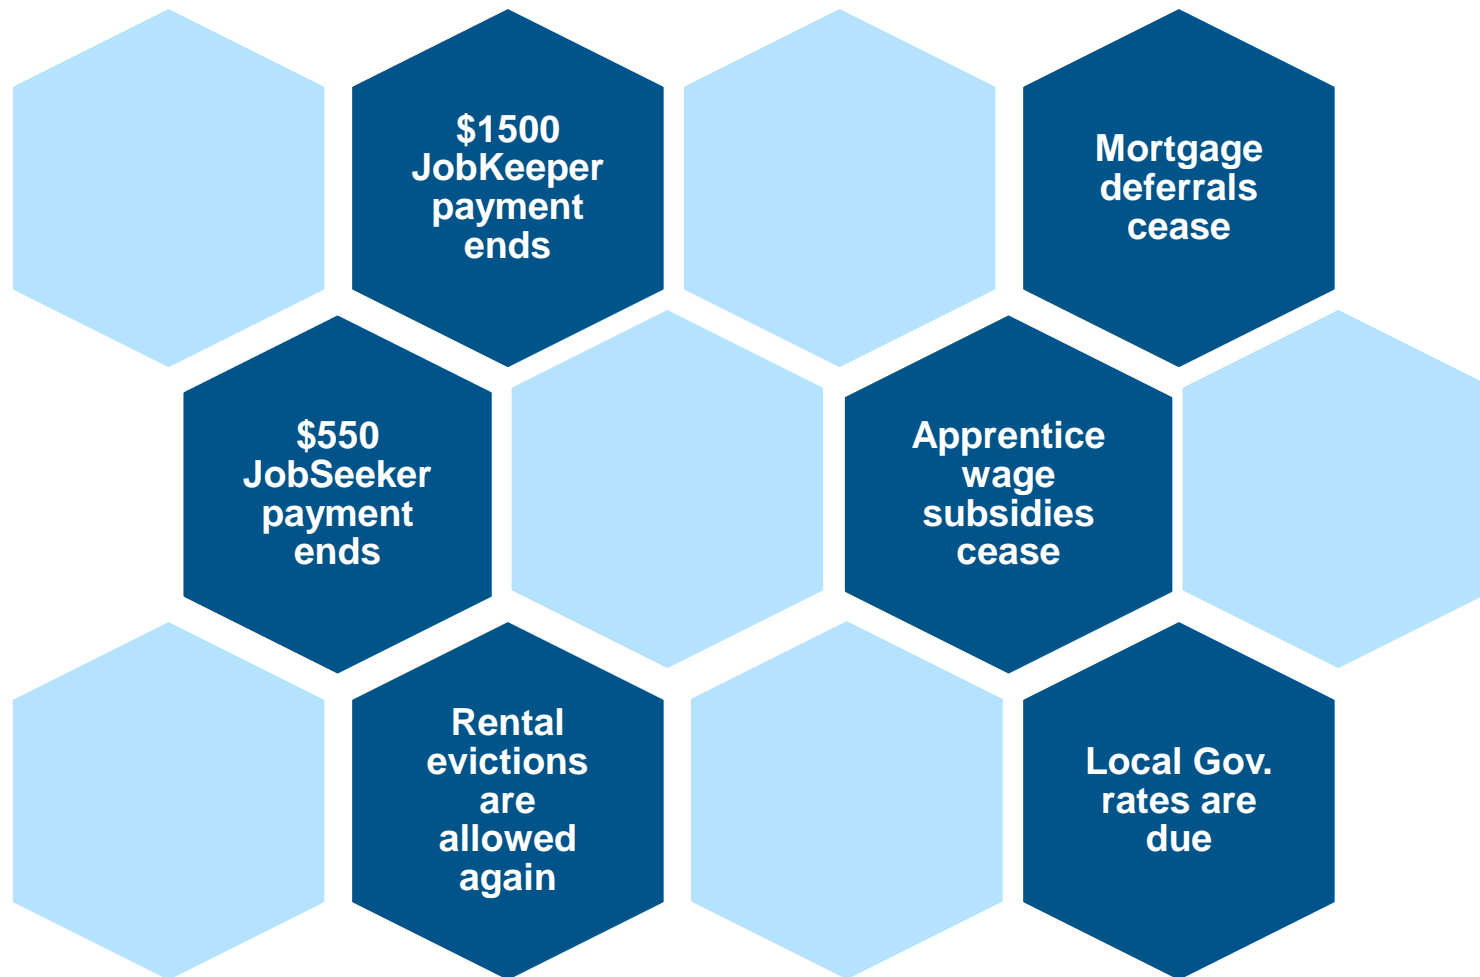 $1500
JobKeeper
payment
ends
Mortgage
deferrals
cease
$550
JobSeeker
payment
ends
Apprentice
wage
subsidies
cease
Rental
evictions
are
allowed
again
Local Gov.
rates are
due